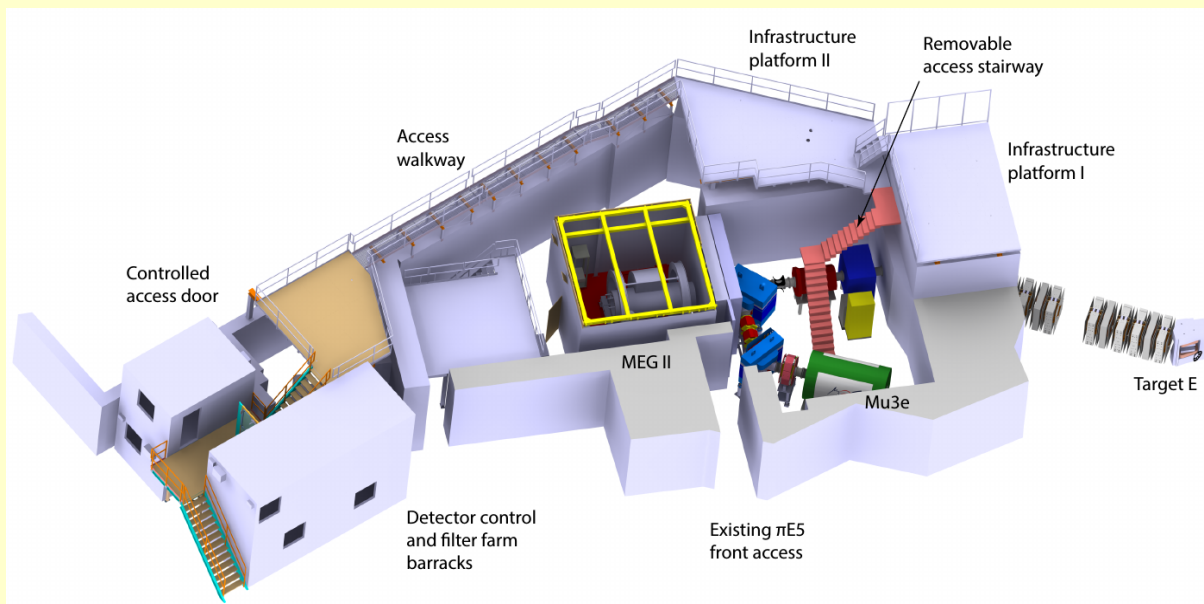 Infrastructure
platform II
Removable
access stairway
Access
walkway
Infrastructure
platform I
Controlled
access door
MEG II
Mu3e
Target E
Detector control
and filter farm
barracks
Existing πE5
front access